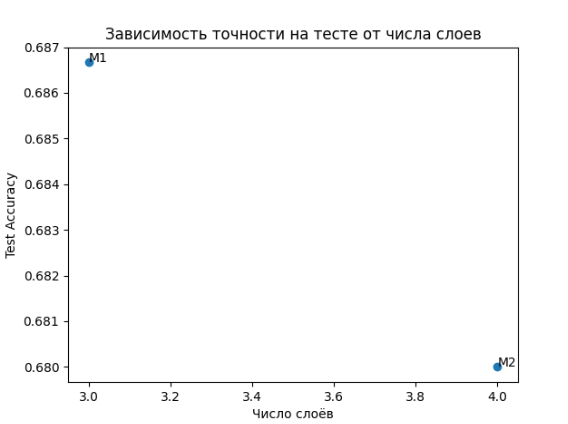 Зависимость точности на тесте от числа слоев
0.687
M1
0.686
0.685
0.684
0.683
0.682
0.681
0.680
M2
Test Accuracy
3.0 3.2 3.4 3.6 3.8 4.0
Число слоёв